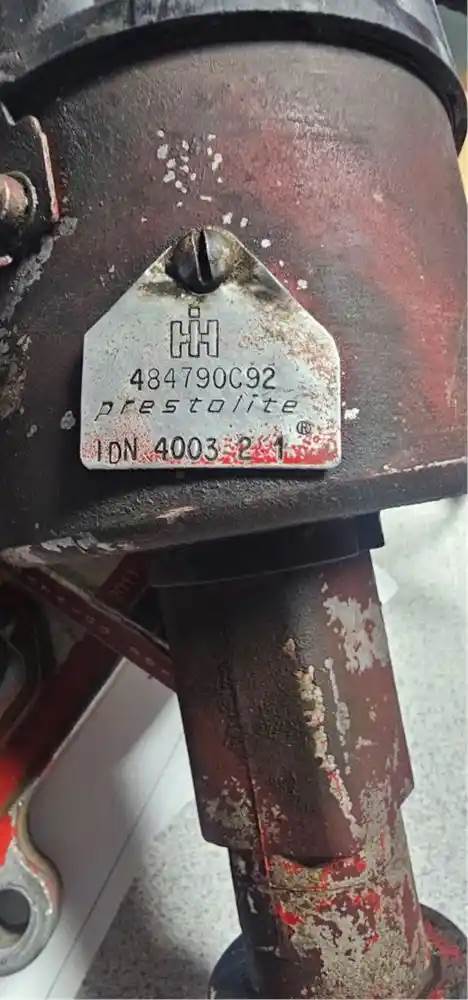 IH
484790C92
prestolite ®
IDN 4003 2 1